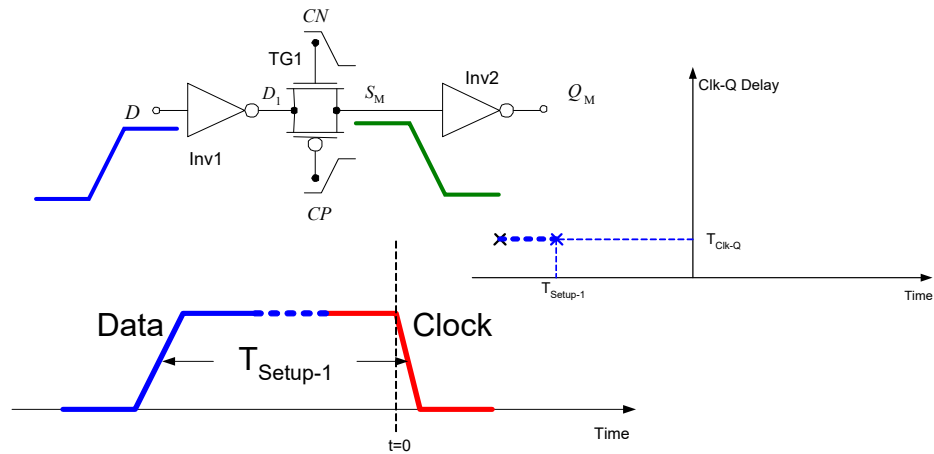 CN
TG1
Inv2
D
D1
SM
QM
Inv1
CP
Clk-Q Delay
TClk-Q
TSetup-1
Time
Data
Clock
TSetup-1
Time
t=0